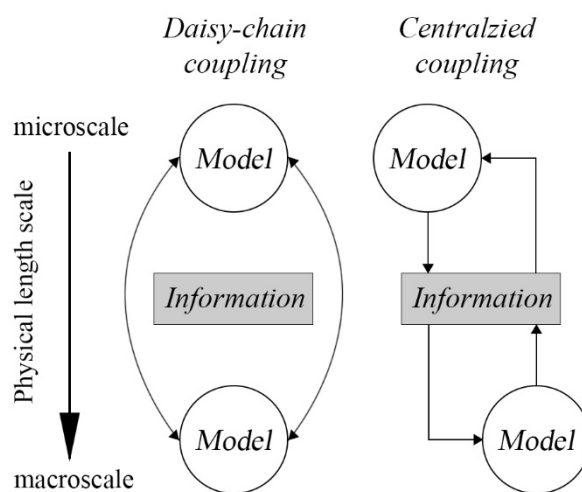 Daisy-chain
coupling
Centralzied
coupling
microscale
Physical length scale
macroscale
Model
Information
Model
Model
Information
Model